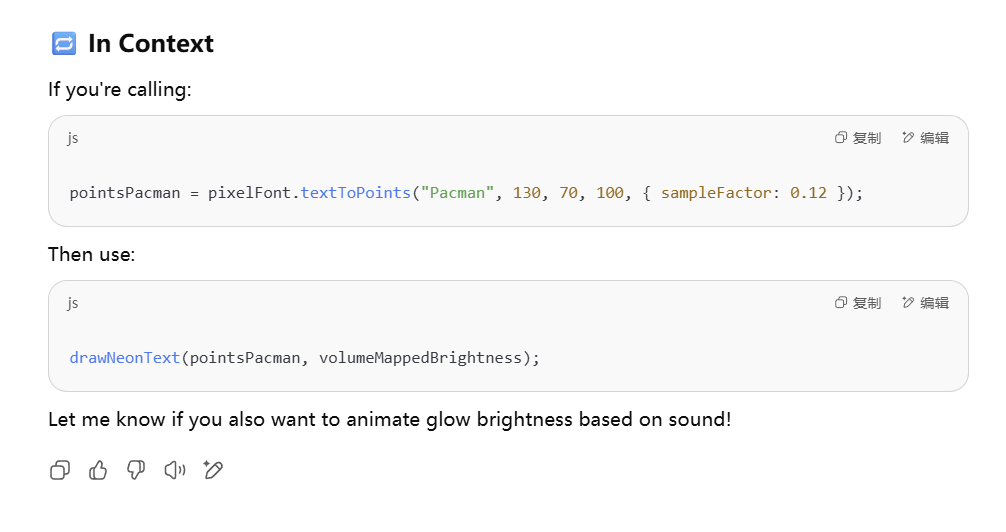 In Context
If you're calling:
js
复制 编辑
pointsPacman = pixelFont.textToPoints("Pacman", 130, 70, 100, { sampleFactor: 0.12 });
Then use:
js
复制 编辑
drawNeonText(pointsPacman, volumeMappedBrightness);
Let me know if you also want to animate glow brightness based on sound!